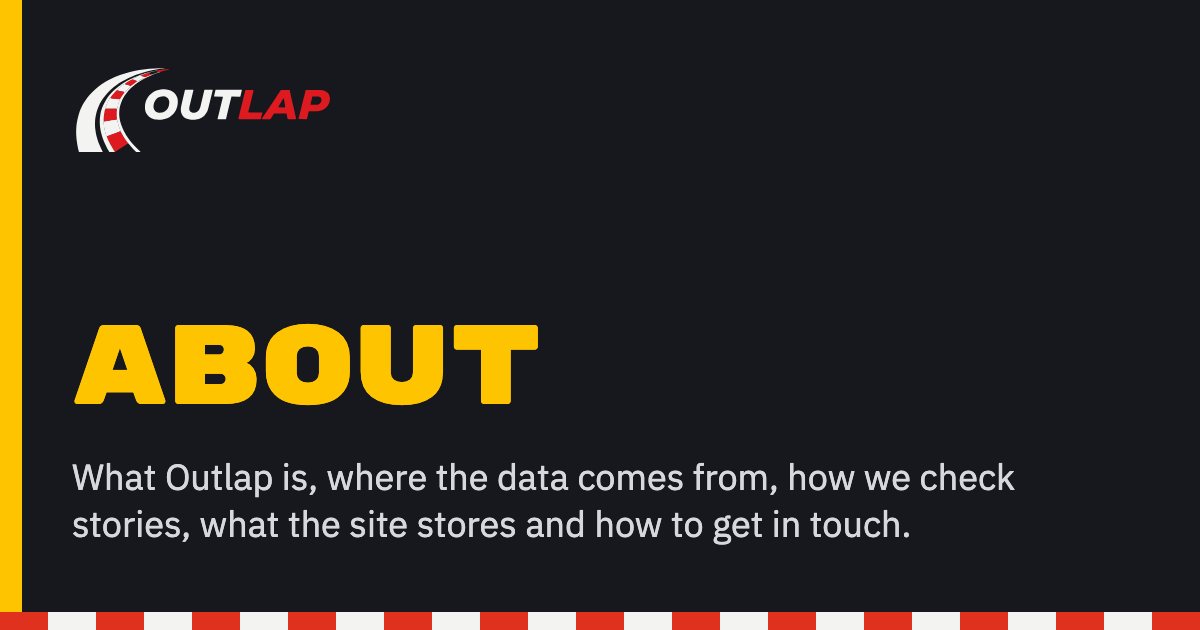 OUTLAP
ABOUT
What Outlap is, where the data comes from, how we check
stories, what the site stores and how to get in touch.